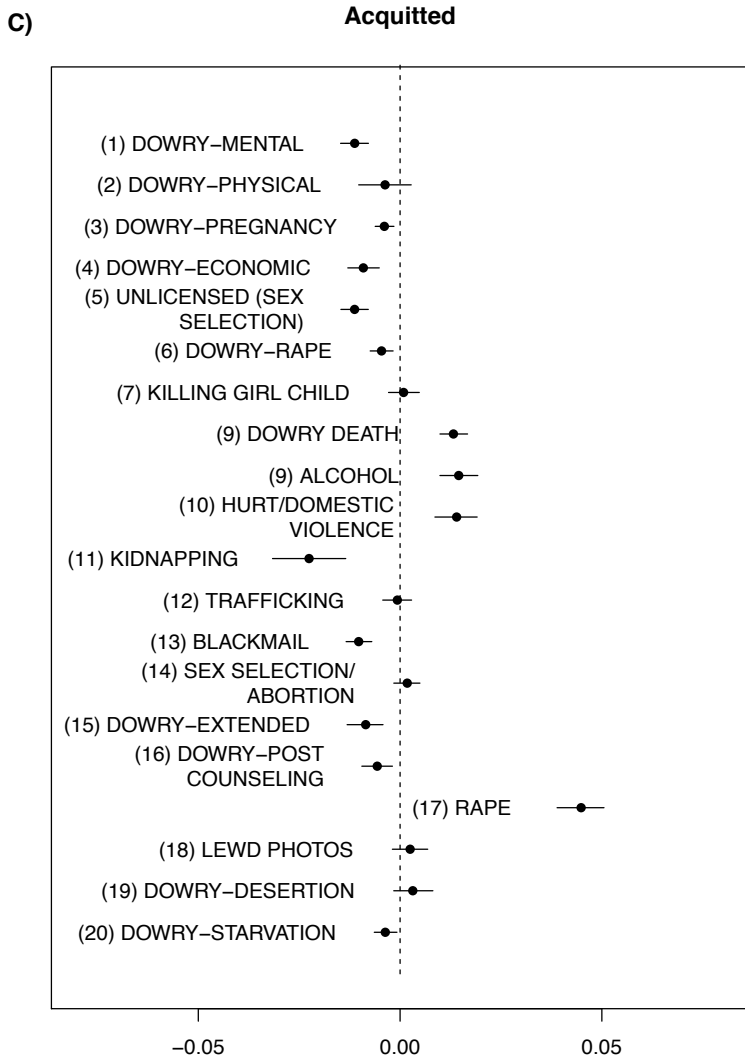 C)
Acquitted
(1) DOWRY−MENTAL
(2) DOWRY−PHYSICAL
(3) DOWRY−PREGNANCY
(4) DOWRY−ECONOMIC
(5) UNLICENSED (SEX
SELECTION)
(6) DOWRY−RAPE
(7) KILLING GIRL CHILD
(9) DOWRY DEATH
(9) ALCOHOL
(10) HURT/DOMESTIC
VIOLENCE
(11) KIDNAPPING
(12) TRAFFICKING
(13) BLACKMAIL
(14) SEX SELECTION/
ABORTION
(15) DOWRY−EXTENDED
(16) DOWRY−POST
COUNSELING
(17) RAPE
(18) LEWD PHOTOS
(19) DOWRY−DESERTION
(20) DOWRY−STARVATION
−0.05 0.00 0.05